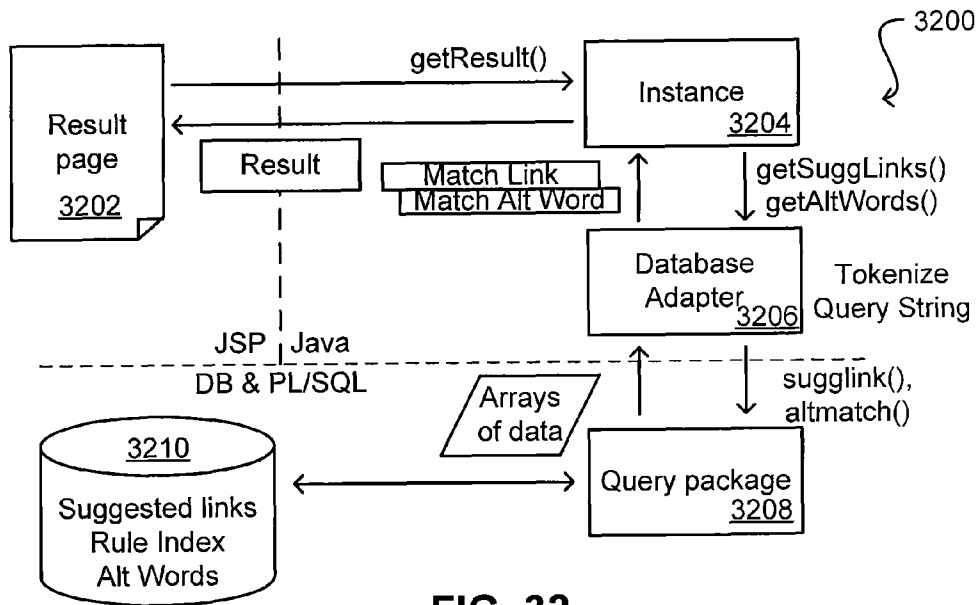 3200
getResult()
Result
page
3202
Instance
3204
Result
Match Link
Match Alt Word
getSuggLinks()
getAltWords()
Database
Adapter
3206
Tokenize
Query String
JSP
Java
DB & PL/SQL
Arrays
of data
sugglink(),
altmatch()
3210
Suggested links
Rule Index
Alt Words
Query package
3208
FIG. 32